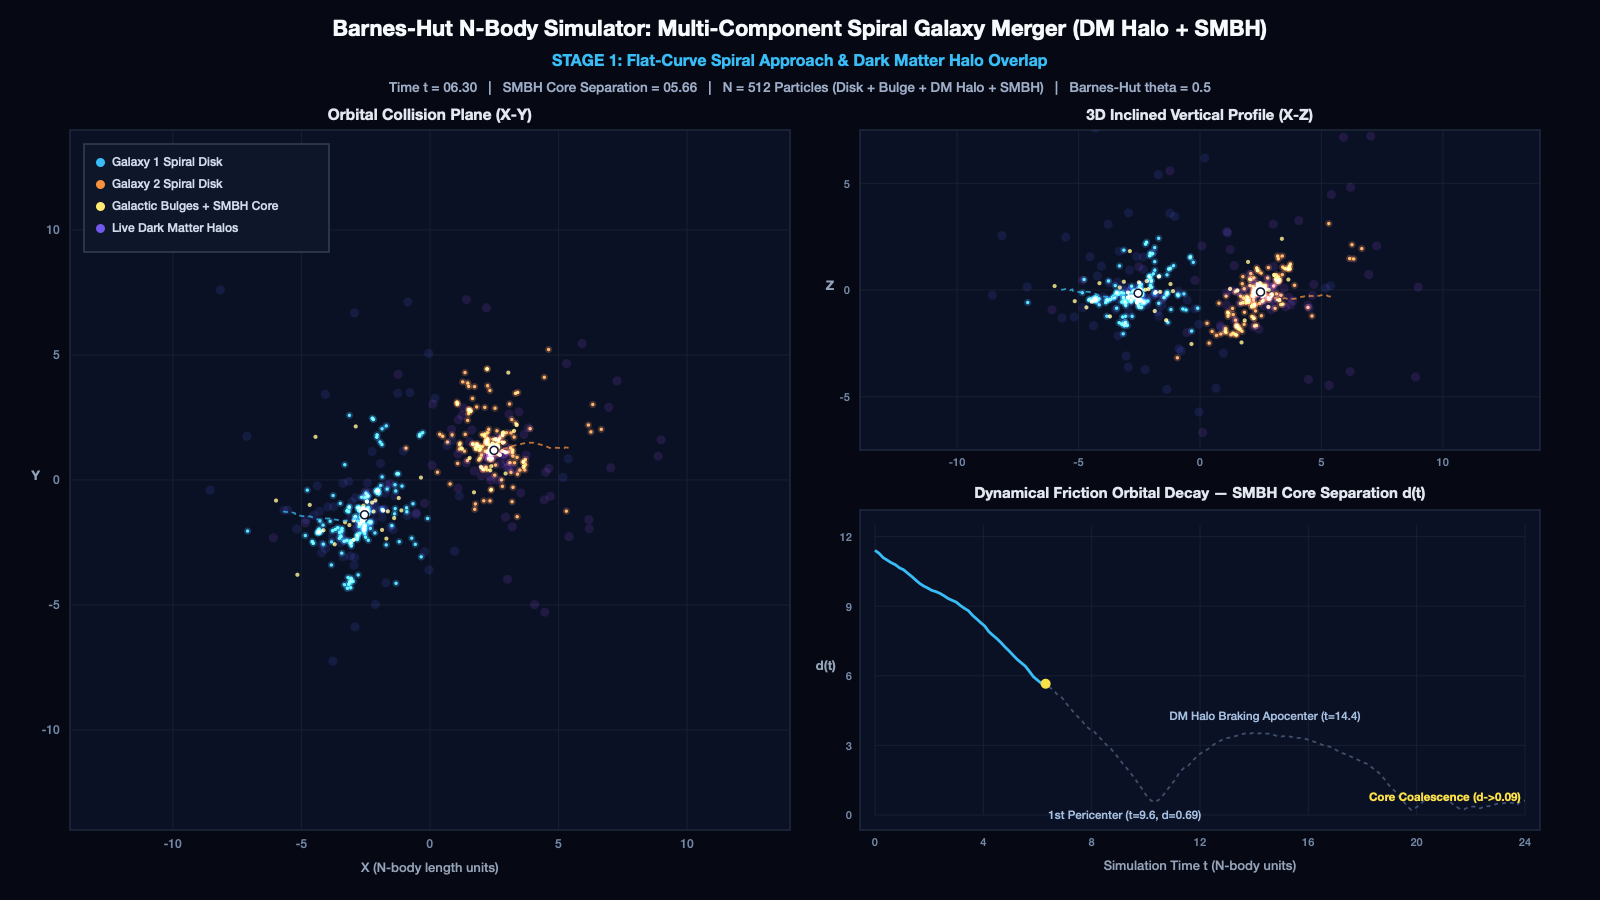 Barnes-Hut N-Body Simulator: Multi-Component Spiral Galaxy Merger (DM Halo + SMBH)
STAGE 1: Flat-Curve Spiral Approach & Dark Matter Halo Overlap
Time t = 06.30 | SMBH Core Separation = 05.66 | N = 512 Particles (Disk + Bulge + DM Halo + SMBH) | Barnes-Hut theta = 0.5
Orbital Collision Plane (X-Y)
Galaxy 1 Spiral Disk
Galaxy 2 Spiral Disk
Galactic Bulges + SMBH Core
Live Dark Matter Halos
10
5
Y
0
-5
-10
-10 -5 0 5 10
X (N-body length units)
3D Inclined Vertical Profile (X-Z)
5
Z
0
-5
-10 -5 0 5 10
Dynamical Friction Orbital Decay — SMBH Core Separation d(t)
12
9
d(t)
6
DM Halo Braking Apocenter (t=14.4)
3
Core Coalescence (d->0.09)
0
1st Pericenter (t=9.6, d=0.69)
0 4 8 12 16 20 24
Simulation Time t (N-body units)